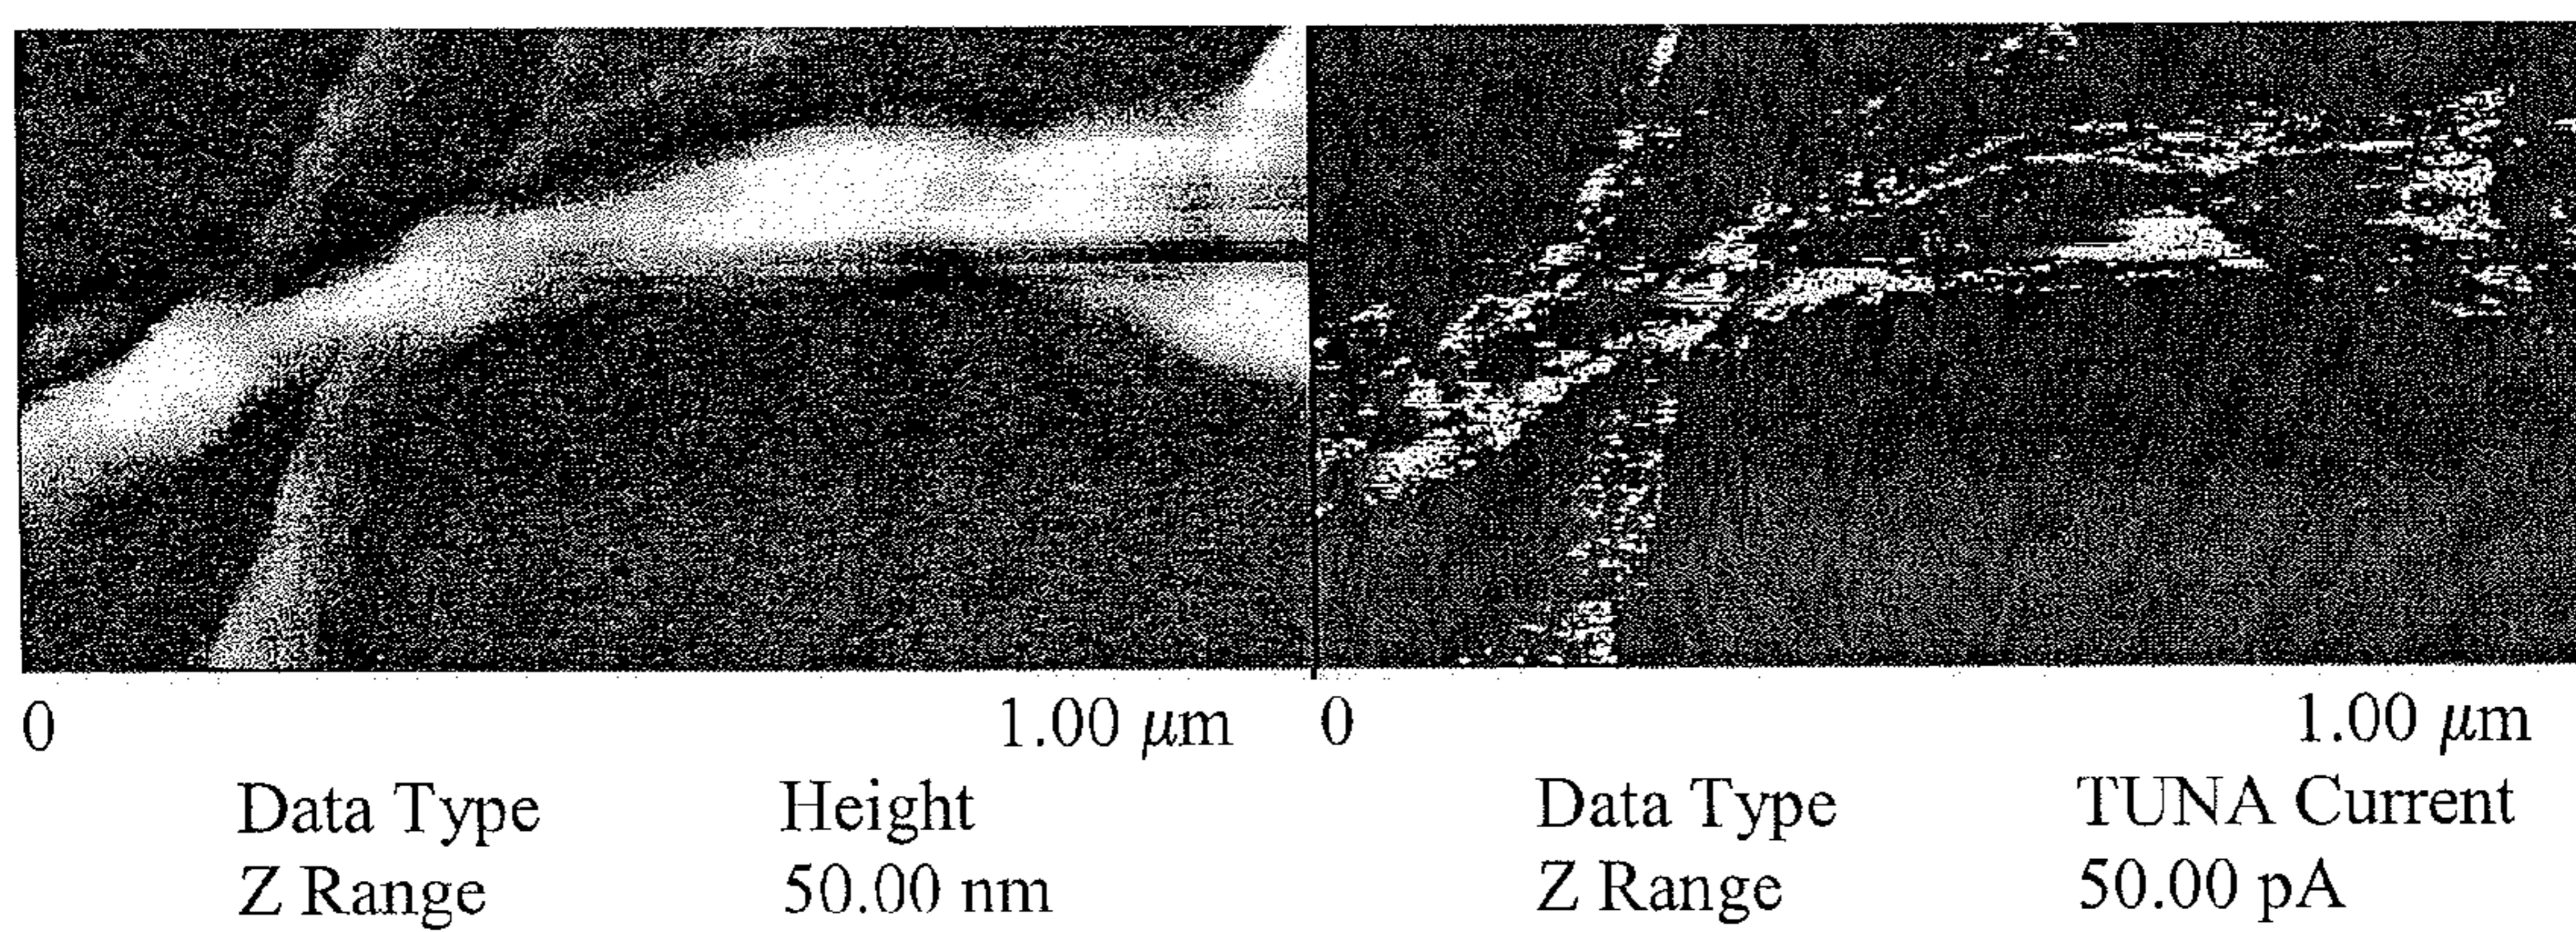 0 1.00 μm 0 1.00 μm
Data Type Height Data Type TUNA Current
Z Range 50.00 nm Z Range 50.00 pA